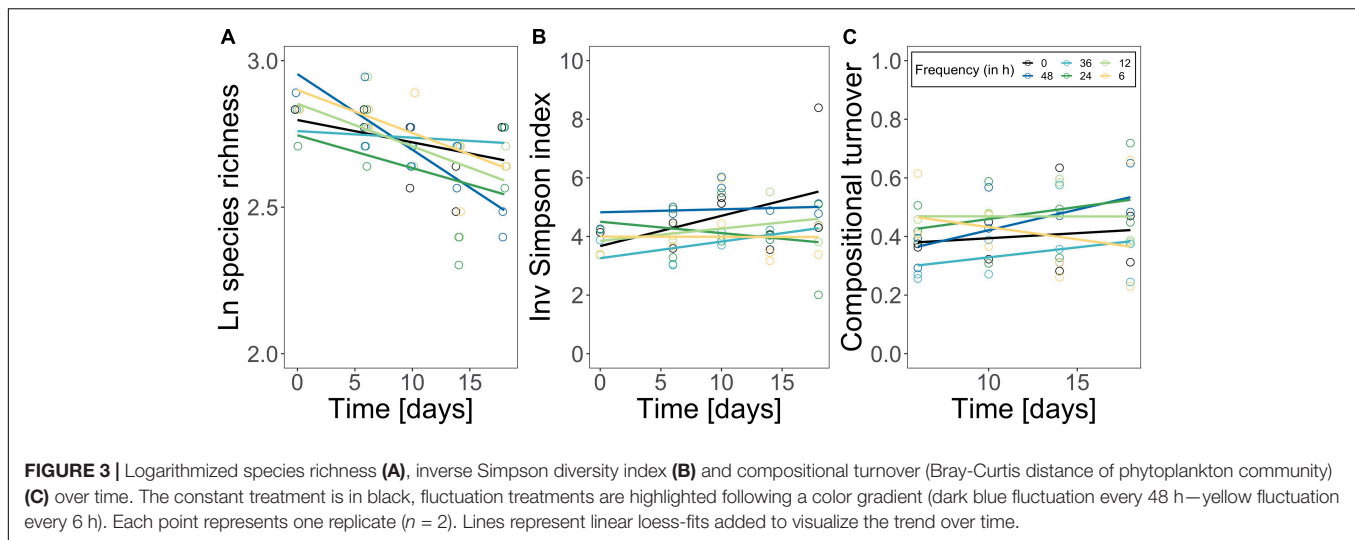 A
B
C
Ln species richness
3.0
2.5
2.0
0 5 10 15
Time [days]
Inv Simpson index
10
8
6
4
2
0
0 5 10 15
Time [days]
Compositional turnover
1.0
0.8
0.6
0.4
0.2
0.0
10 15
Time [days]
Frequency (in h)
0 36 12
48 24 6
FIGURE 3 | Logarithmized species richness (A), inverse Simpson diversity index (B) and compositional turnover (Bray-Curtis distance of phytoplankton community)
(C) over time. The constant treatment is in black, fluctuation treatments are highlighted following a color gradient (dark blue fluctuation every 48 h—yellow fluctuation
every 6 h). Each point represents one replicate (n = 2). Lines represent linear loess-fits added to visualize the trend over time.